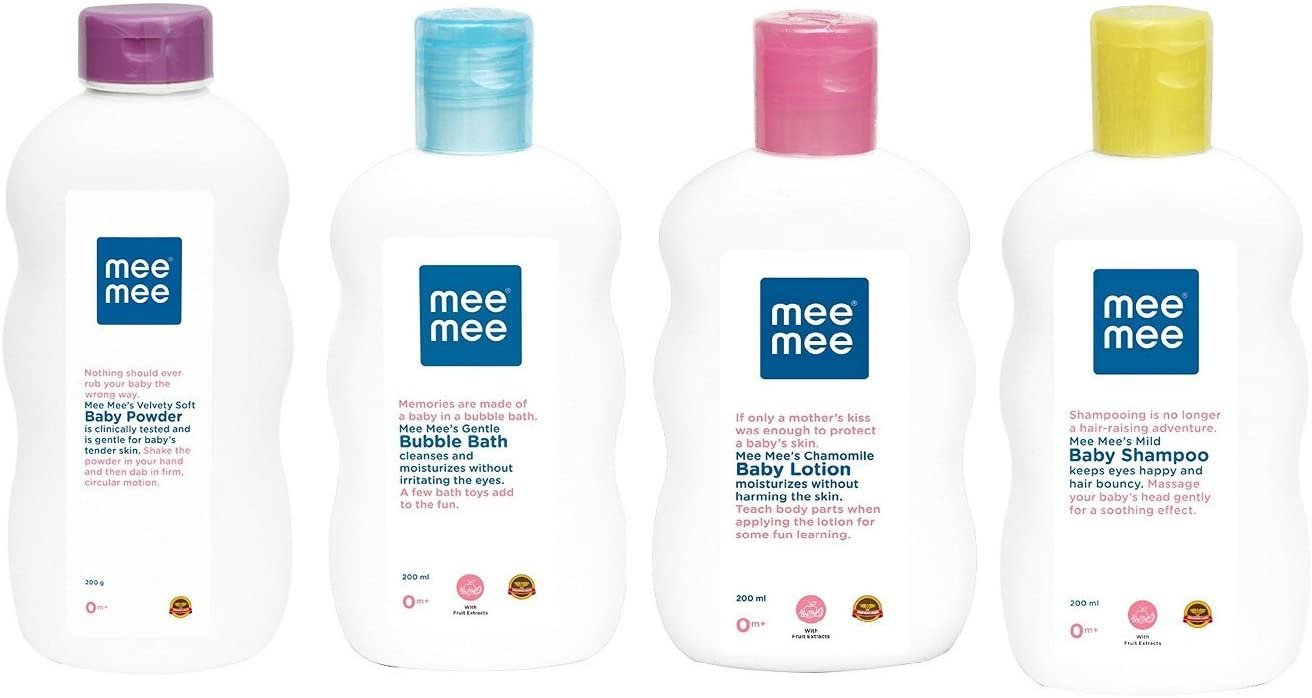 mee
mee®
Nothing should ever
rub your baby the
wrong way.
Mee Mee's Velvety Soft
Baby Powder
is clinically tested and
is gentle for baby's
tender skin. Shake the
powder in your hand
and then dab in firm,
circular motion.
200 g
0m+
mee®
mee
Memories are made of
a baby in a bubble bath.
Mee Mee's Gentle
Bubble Bath
cleanses and
moisturizes without
irritating the eyes.
A few bath toys add
to the fun.
200 ml
0m+
With
Fruit Extracts
mee®
mee
If only a mother's kiss
was enough to protect
a baby's skin.
Mee Mee's Chamomile
Baby Lotion
moisturizes without
harming the skin.
Teach body parts when
applying the lotion for
some fun learning.
200 ml
0m+
With
Fruit Extracts
mee®
mee
Shampooing is no longer
a hair-raising adventure.
Mee Mee's Mild
Baby Shampoo
keeps eyes happy and
hair bouncy. Massage
your baby's head gently
for a soothing effect.
200 ml
0m+
With
Fruit Extracts